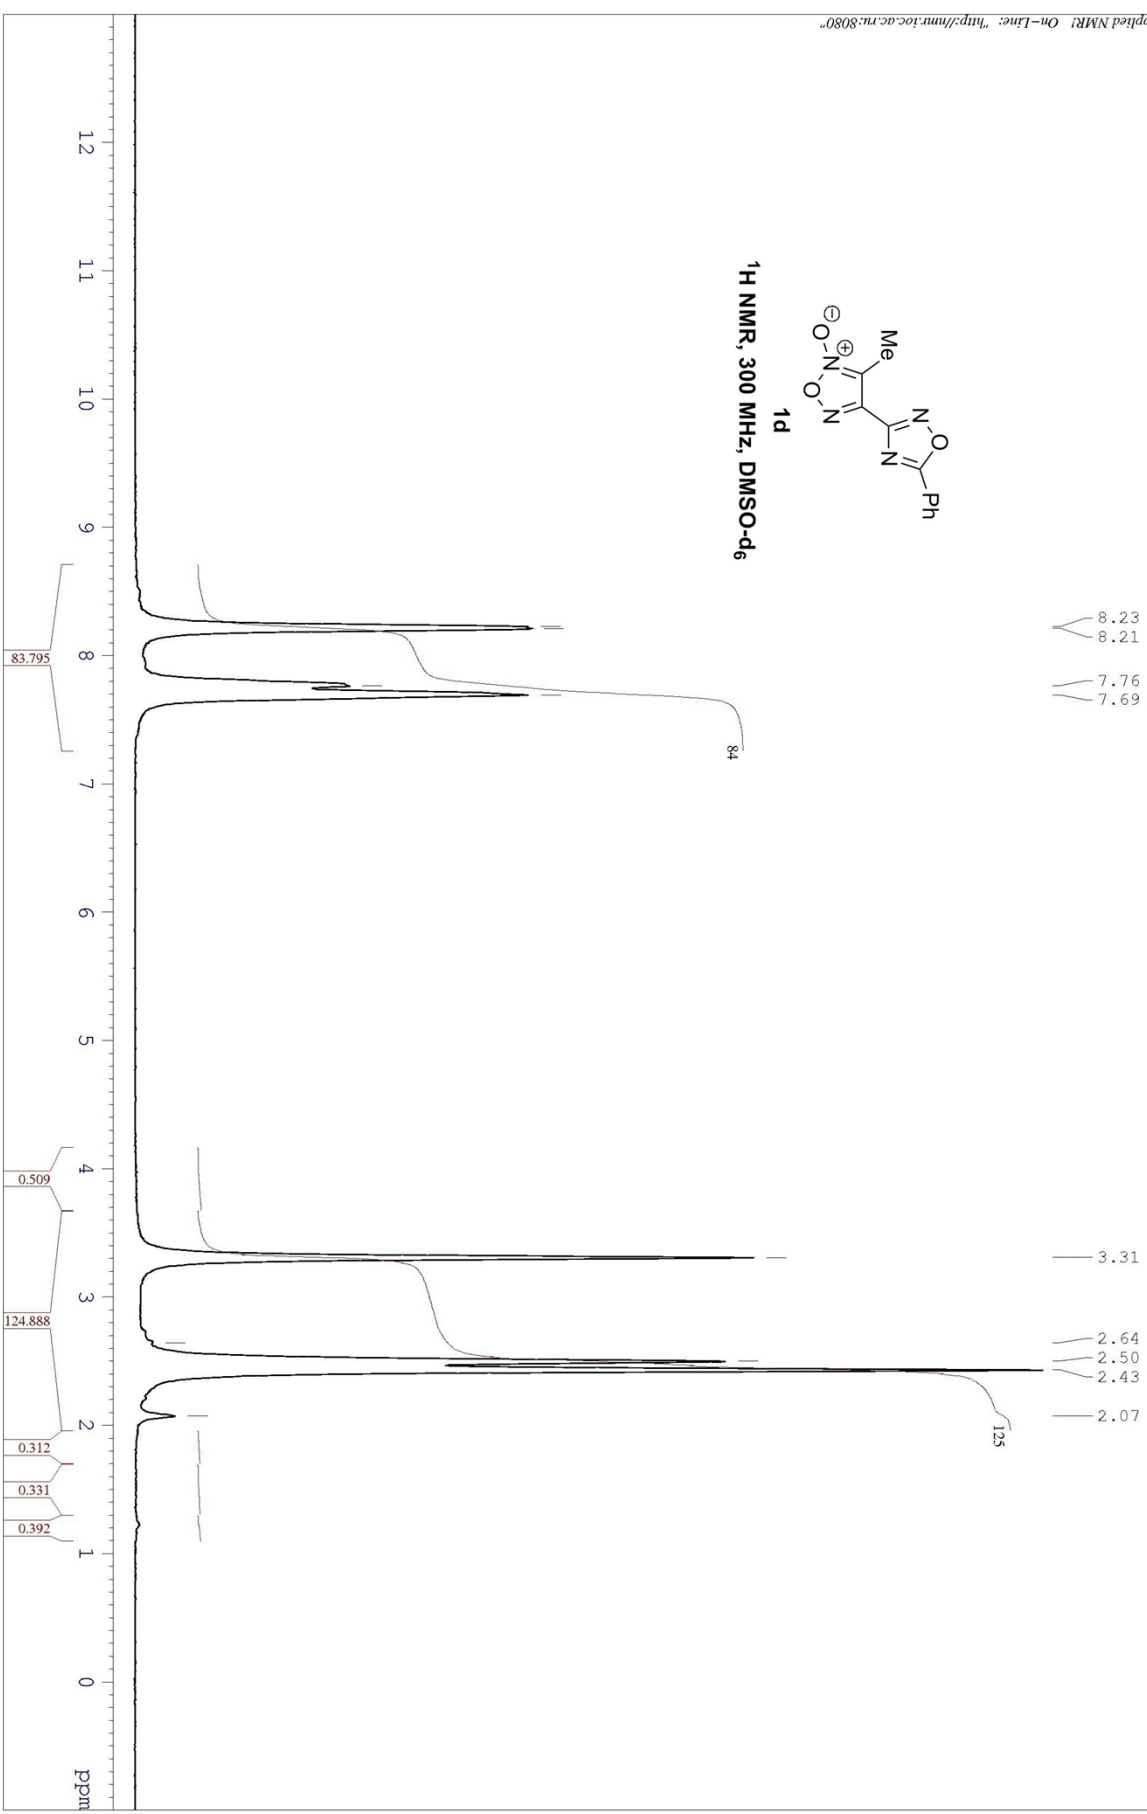 pplied NMR! On-Line: "http://nmr.ioc.ac.ru:8080"
8.23
8.21
7.76
7.69
3.31
2.64
2.50
2.43
2.07
Me
N
O
Ph
⊕
N
N
N
⊖
O
O
N
1d
1H NMR, 300 MHz, DMSO-d6
84
125
12 11 10 9 8 7 6 5 4 3 2 1 0 ppm
83.795
0.509
124.888
0.312
0.331
0.392